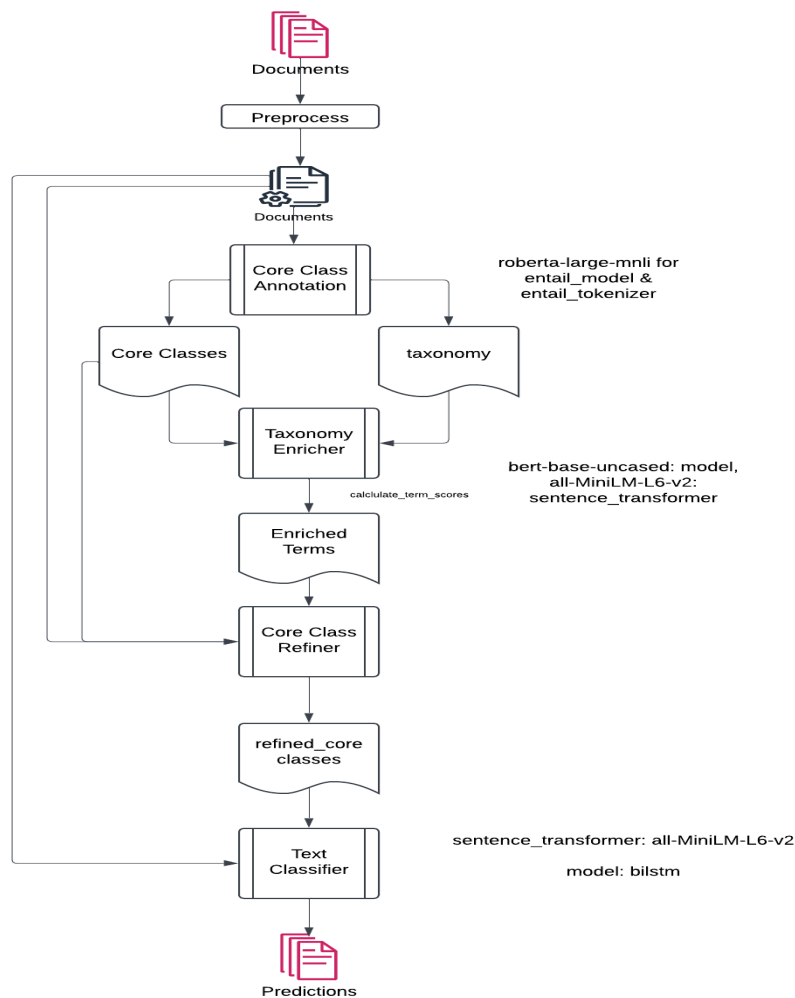 Documents
Preprocess
Documents
Core Class
Annotation
roberta-large-mnli for
entail_model &
entail_tokenizer
Core Classes
taxonomy
Taxonomy
Enricher
bert-base-uncased: model,
all-MiniLM-L6-v2:
sentence_transformer
calclulate_term_scores
Enriched
Terms
Core Class
Refiner
refined_core
classes
Text
Classifier
sentence_transformer: all-MiniLM-L6-v2
model: bilstm
Predictions